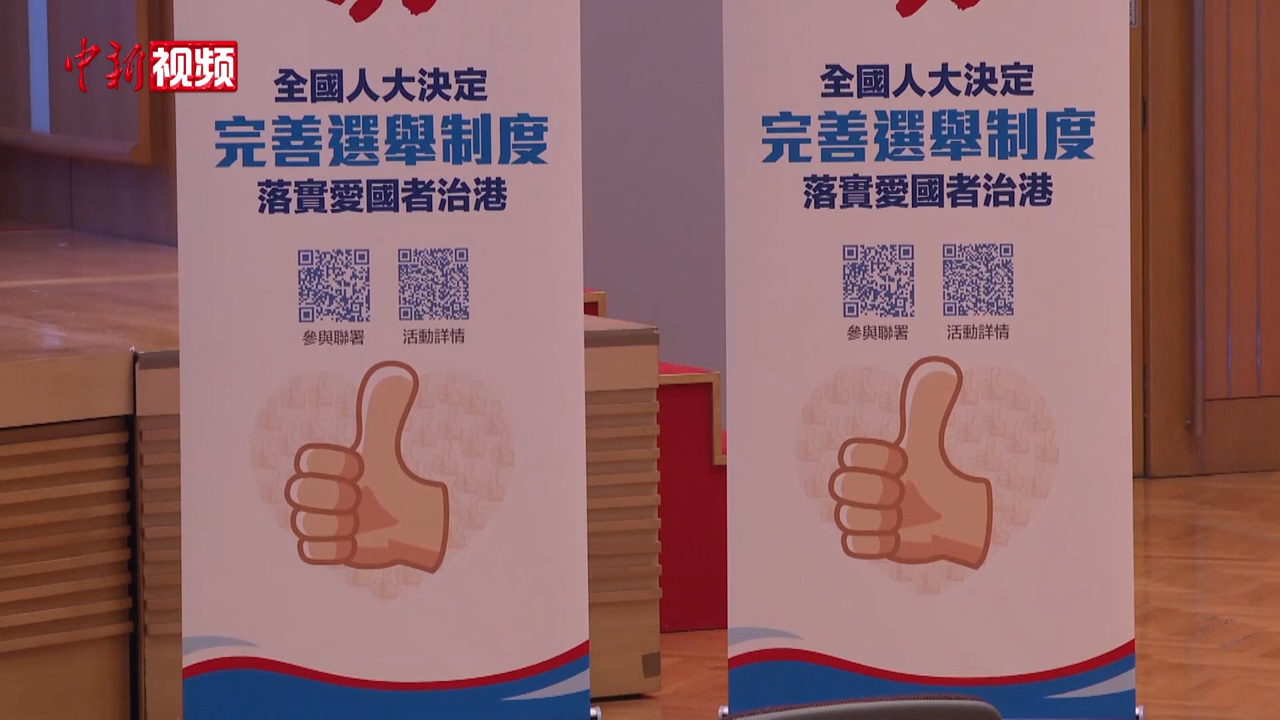 中新视频
全國人大決定
完善選舉制度
落實愛國者治港
參與聯署
活動詳情
全國人大決定
完善選舉制度
落實愛國者治港
參與聯署
活動詳情